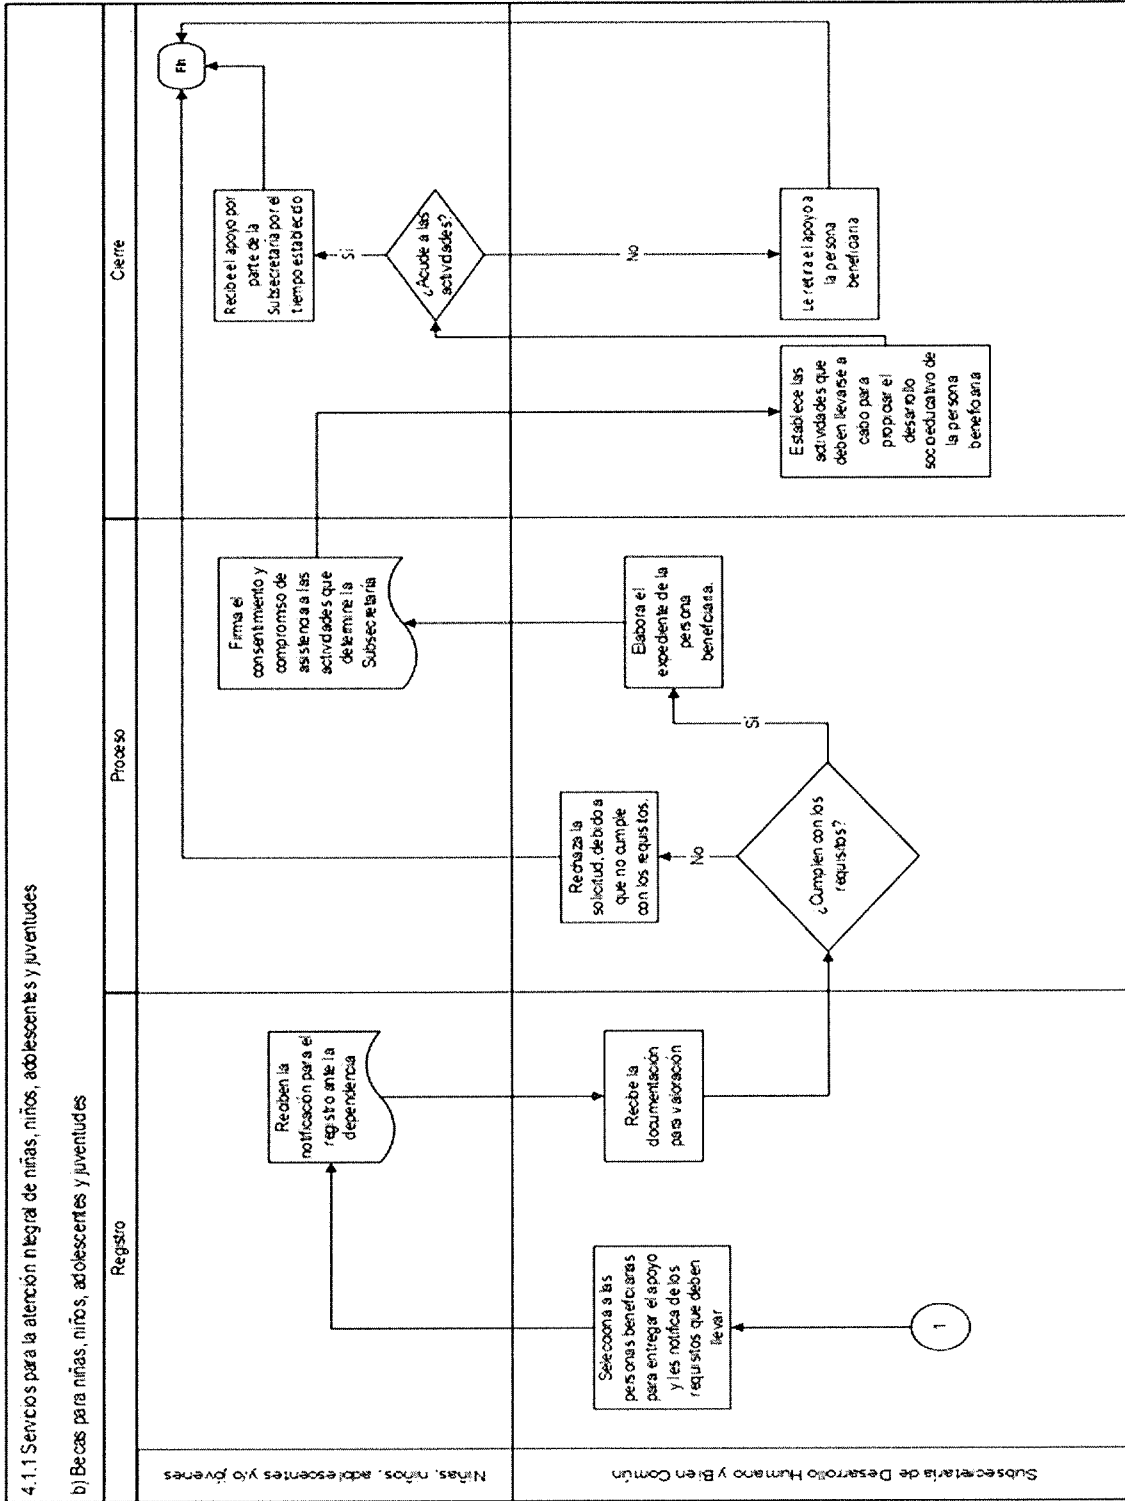 4.1.1 Servicios para la atención integral de niñas, niños, adolescentes y juventudes
b) Becas para niñas, niños, adolescentes y juventudes
Registro
Proceso
Cierre
Niñas, niños, adolescentes y/o jóvenes
Reciben la
notificación para el
registro ante la
dependencia
Firma el
consentimiento y
compromiso de
asistencia a las
actividades que
determine la
Subsecretaría
Recibe el apoyo por
parte de la
Subsecretaría por el
tiempo establecido
Fin
Sí
¿Acude a las
actividades?
Subsecretaría de Desarrollo Humano y Bien Común
Selecciona a las
personas beneficiarias
para entregar el apoyo
y les notifica de los
requisitos que deben
llevar
1
Recibe la
documentación
para valoración
Rechaza la
solicitud, debido a
que no cumple
con los requisitos.
No
¿Cumplen con los
requisitos?
Sí
Elabora el
expediente de la
persona
beneficiaria.
No
Establece las
actividades que
deben llevarse a
cabo para
propiciar el
desarrollo
socioeducativo de
la persona
beneficiaria
Le retira el apoyo a
la persona
beneficiaria